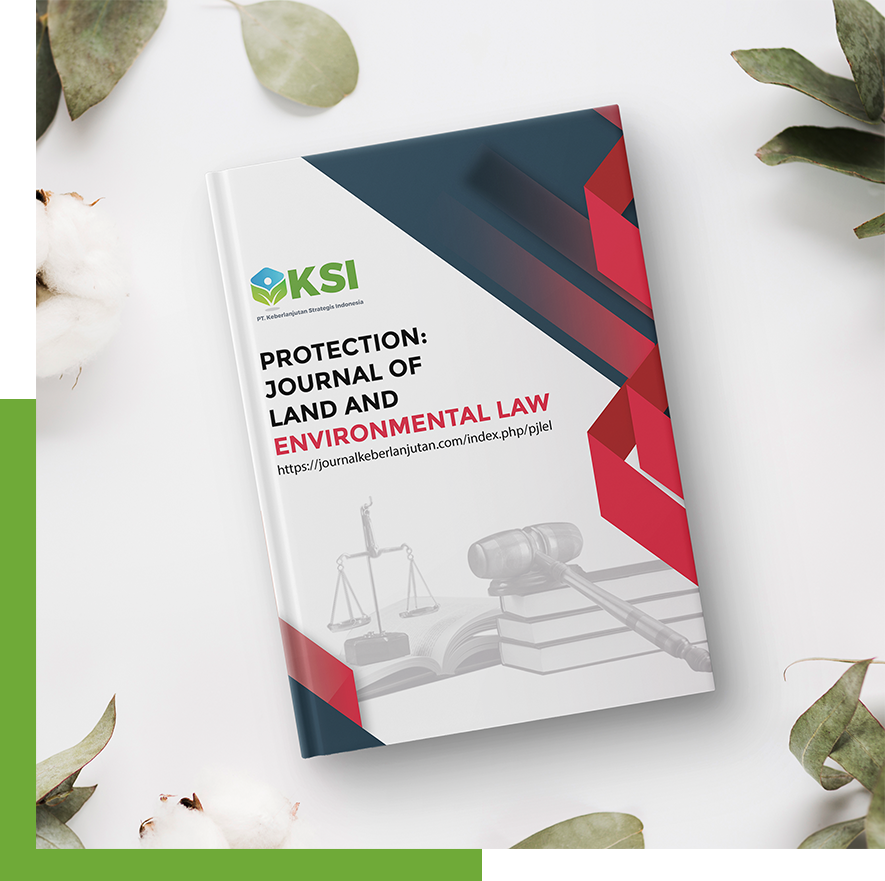 KSI
PT. Keberlanjutan Strategis Indonesia
PROTECTION:
JOURNAL OF
LAND AND
ENVIRONMENTAL LAW
https://journalkeberlanjutan.com/index.php/pjlel